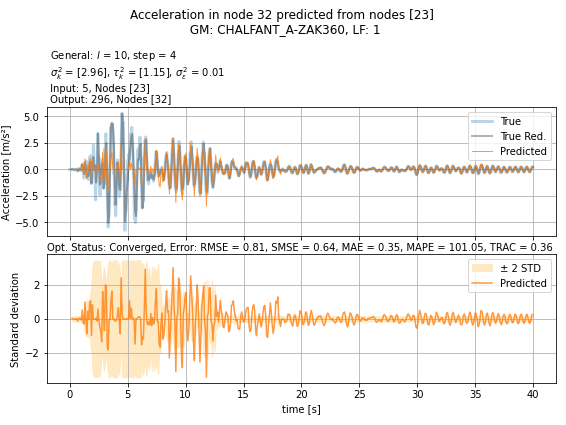 Acceleration in node 32 predicted from nodes [23]
GM: CHALFANT_A-ZAK360, LF: 1
General: l = 10, step = 4
σ²ₖ = [2.96], τ²ₖ = [1.15], σ²ε = 0.01
Input: 5, Nodes [23]
Output: 296, Nodes [32]
Acceleration [m/s²]
5.0
2.5
0.0
−2.5
−5.0
True
True Red.
Predicted
Opt. Status: Converged, Error: RMSE = 0.81, SMSE = 0.64, MAE = 0.35, MAPE = 101.05, TRAC = 0.36
Standard deviation
2
0
−2
± 2 STD
Predicted
0 5 10 15 20 25 30 35 40
time [s]